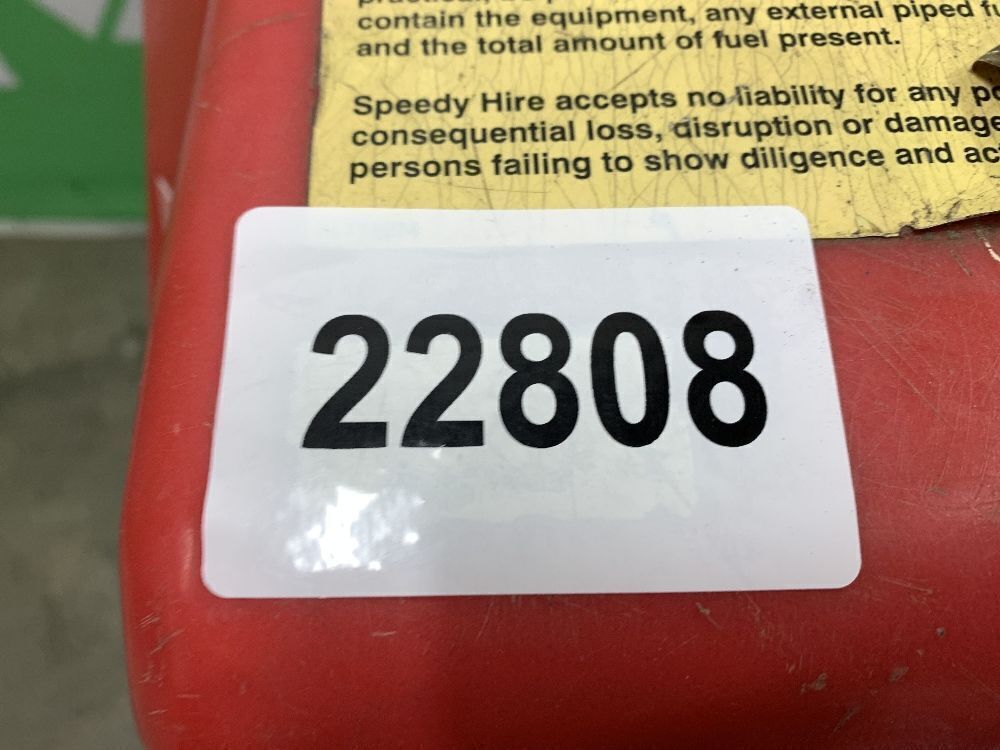 contain the equipment, any external piped
and the total amount of fuel present.
Speedy Hire accepts no liability for any
consequential loss, disruption or damage
persons failing to show diligence and
22808